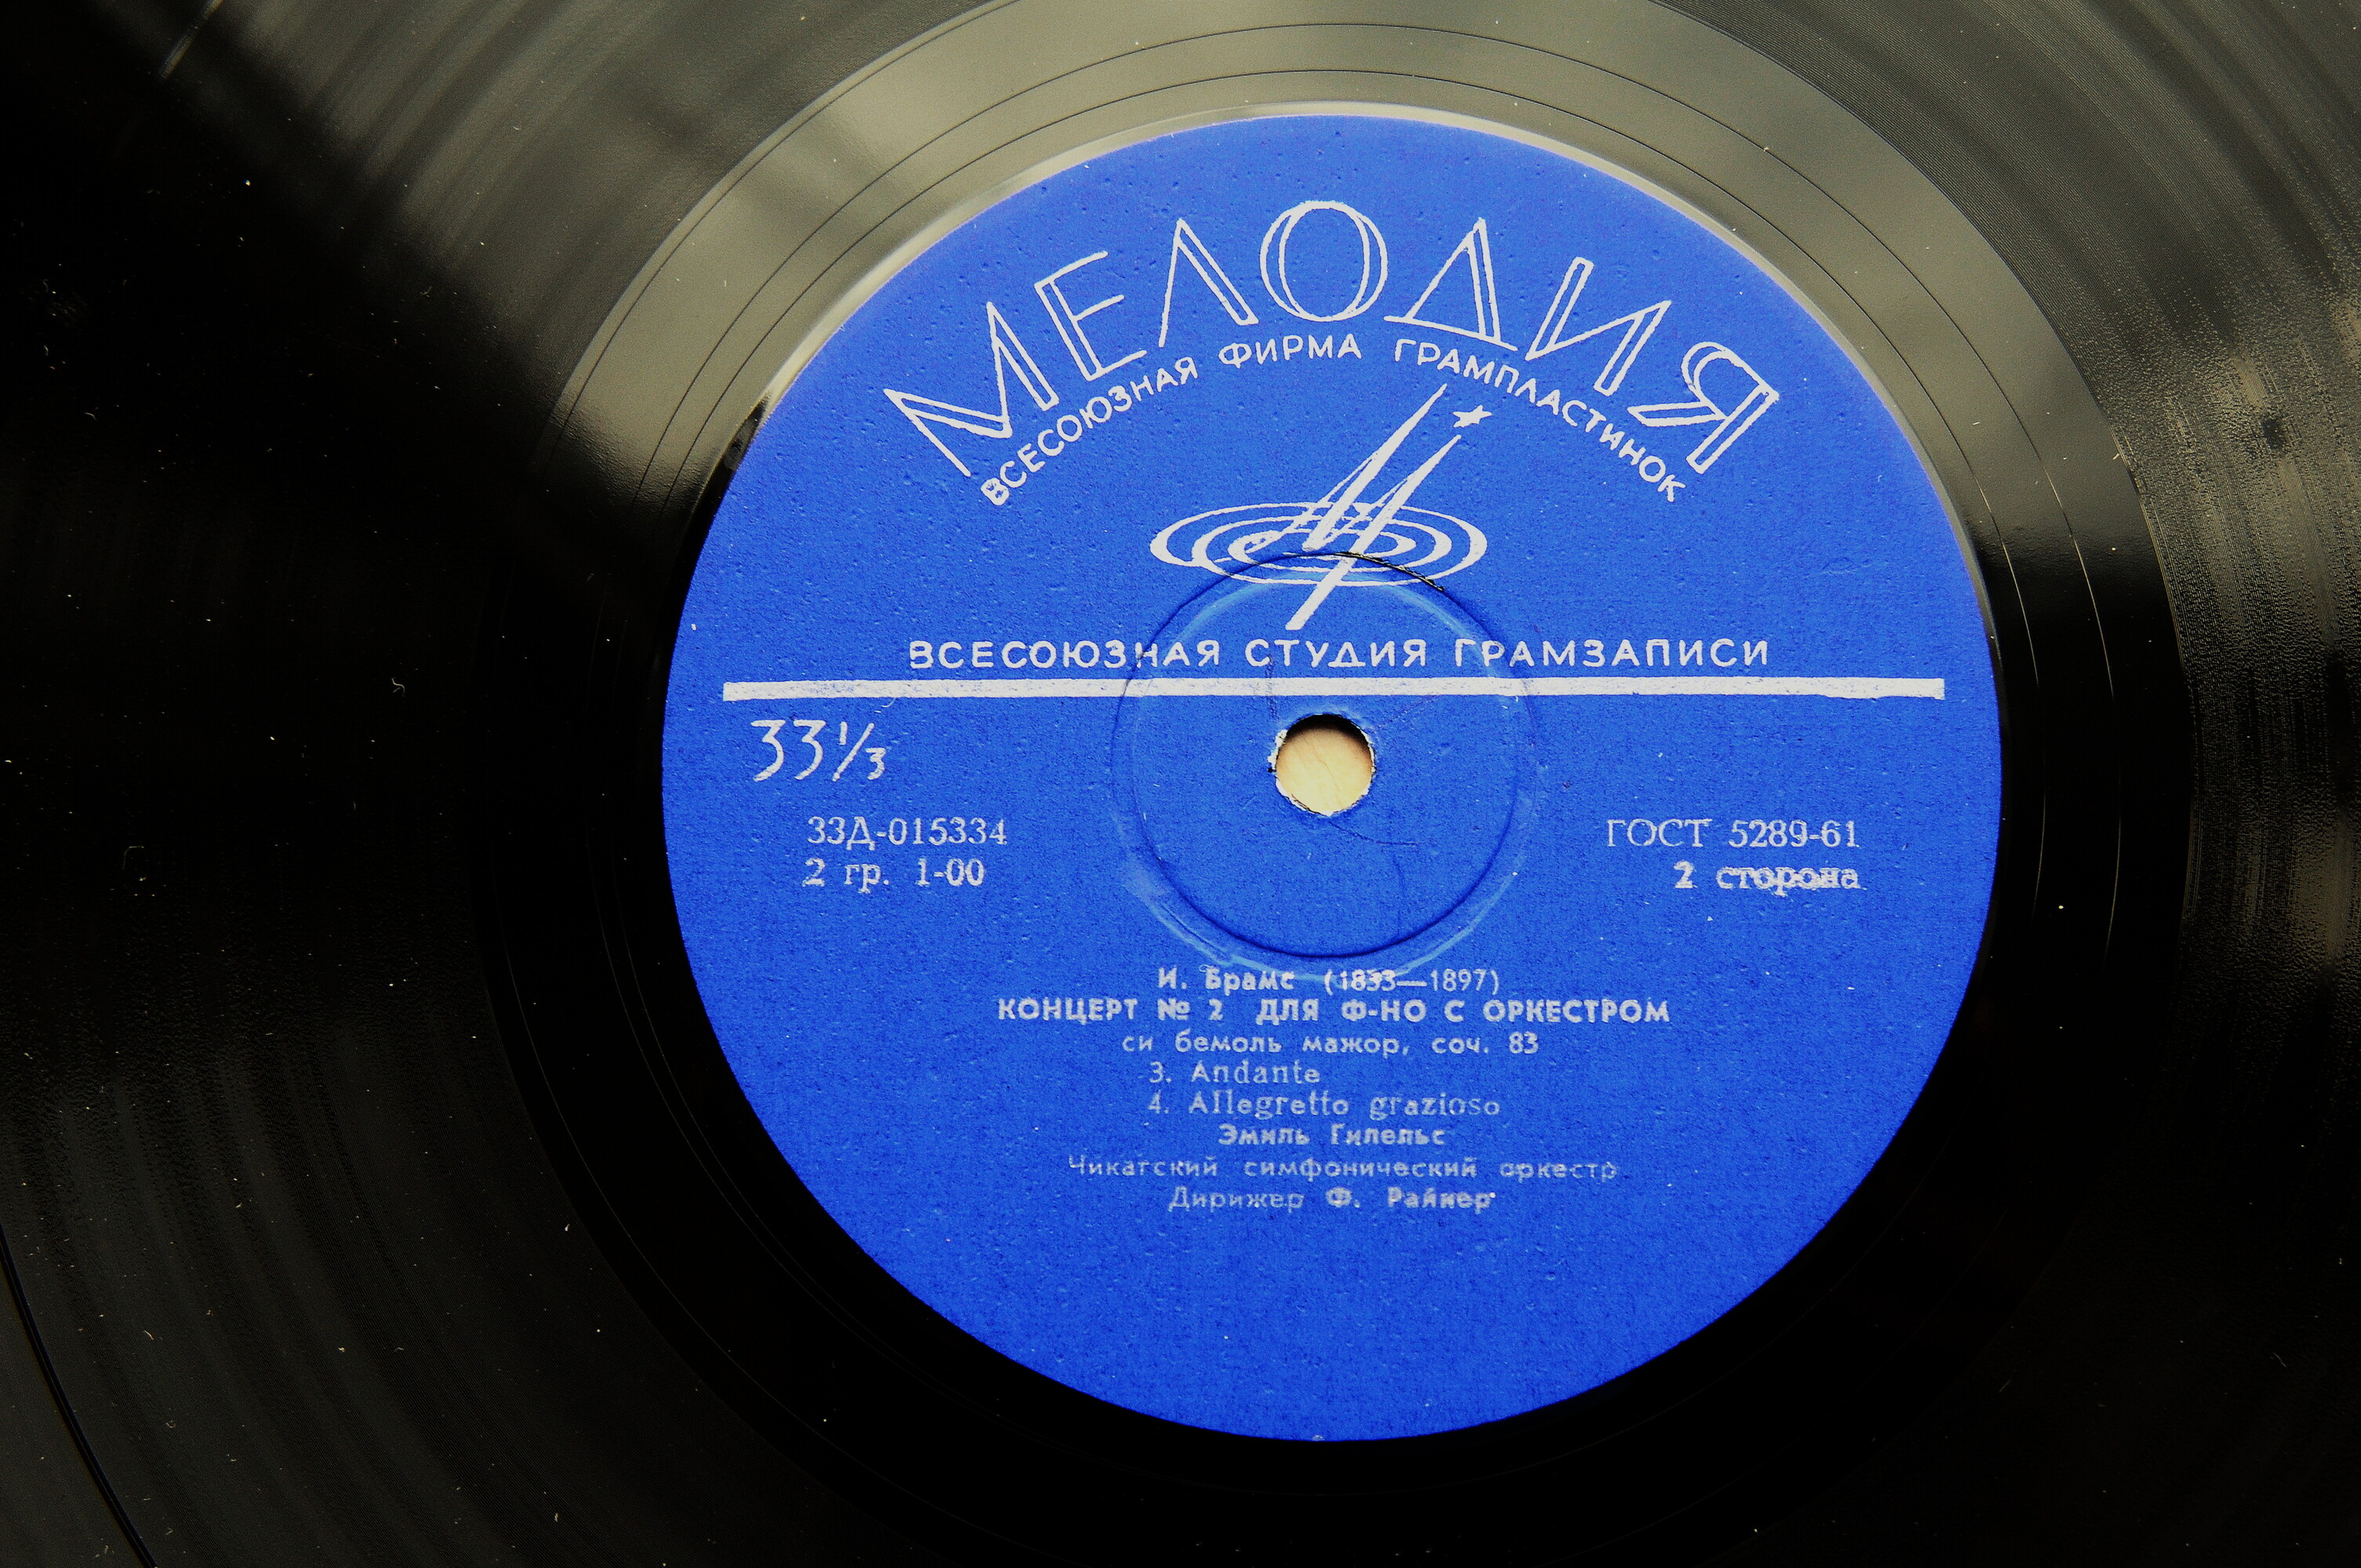 МЕЛОДИЯ
ВСЕСОЮЗНАЯ ФИРМА ГРАМПЛАСТИНОК
ВСЕСОЮЗНАЯ СТУДИЯ ГРАМЗАПИСИ
33⅓
33Д-015334
2 гр. 1-00
ГОСТ 5289-61
2 сторона
И. Брамс (1833—1897)
КОНЦЕРТ № 2 ДЛЯ Ф-НО С ОРКЕСТРОМ
си бемоль мажор, соч. 83
3. Andante
4. Allegretto grazioso
Эмиль Гилельс
Чикагский симфонический оркестр
Дирижер Ф. Райнер